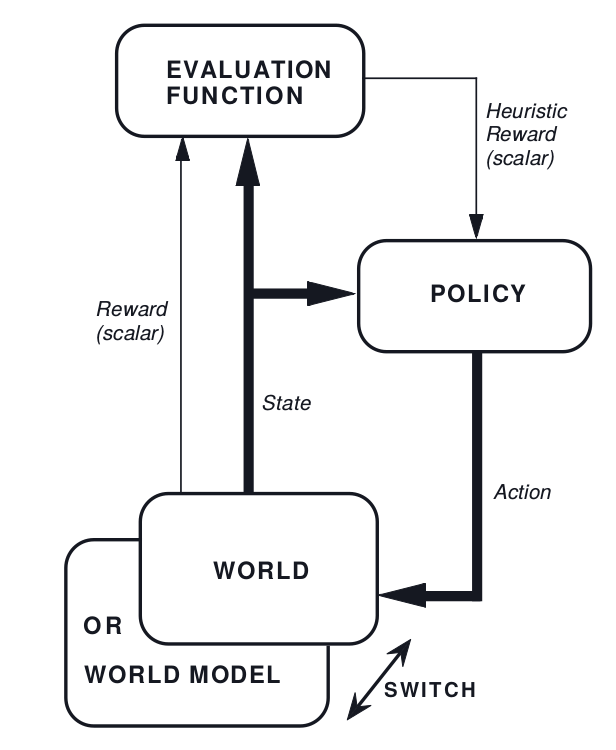 EVALUATION
FUNCTION
Heuristic
Reward
(scalar)
POLICY
Reward
(scalar)
State
Action
WORLD
OR
WORLD MODEL
SWITCH